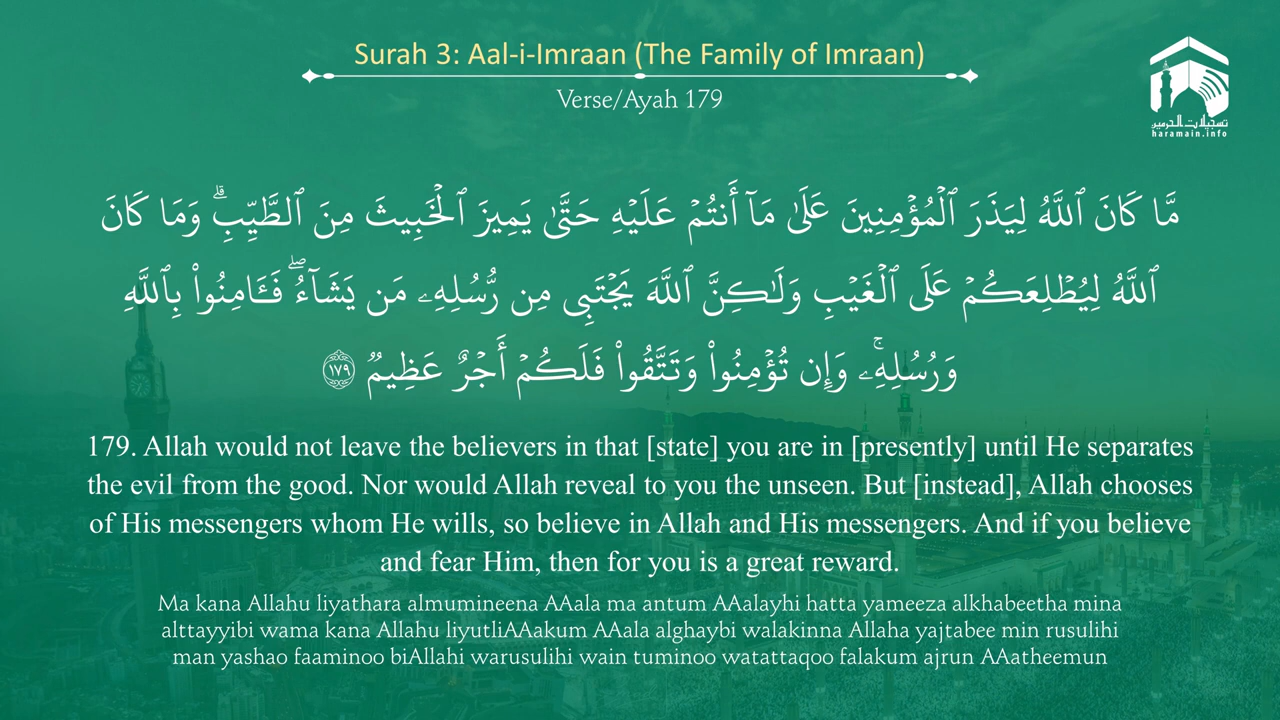 Surah 3: Aal-i-Imraan (The Family of Imraan)
Verse/Ayah 179
تسجيلات الحرمين
haramain.info
مَّا كَانَ ٱللَّهُ لِيَذَرَ ٱلْمُؤْمِنِينَ عَلَىٰ مَآ أَنتُمْ عَلَيْهِ حَتَّىٰ يَمِيزَ ٱلْخَبِيثَ مِنَ ٱلطَّيِّبِ ۗ وَمَا كَانَ
ٱللَّهُ لِيُطْلِعَكُمْ عَلَى ٱلْغَيْبِ وَلَـٰكِنَّ ٱللَّهَ يَجْتَبِى مِن رُّسُلِهِۦ مَن يَشَآءُ ۖ فَـَٔامِنُوا۟ بِٱللَّهِ
وَرُسُلِهِۦ ۚ وَإِن تُؤْمِنُوا۟ وَتَتَّقُوا۟ فَلَكُمْ أَجْرٌ عَظِيمٌ ١٧٩
179. Allah would not leave the believers in that [state] you are in [presently] until He separates
the evil from the good. Nor would Allah reveal to you the unseen. But [instead], Allah chooses
of His messengers whom He wills, so believe in Allah and His messengers. And if you believe
and fear Him, then for you is a great reward.
Ma kana Allahu liyathara almumineena AAala ma antum AAalayhi hatta yameeza alkhabeetha mina
alttayyibi wama kana Allahu liyutliAAakum AAala alghaybi walakinna Allaha yajtabee min rusulihi
man yashao faaminoo biAllahi warusulihi wain tuminoo watattaqoo falakum ajrun AAatheemun